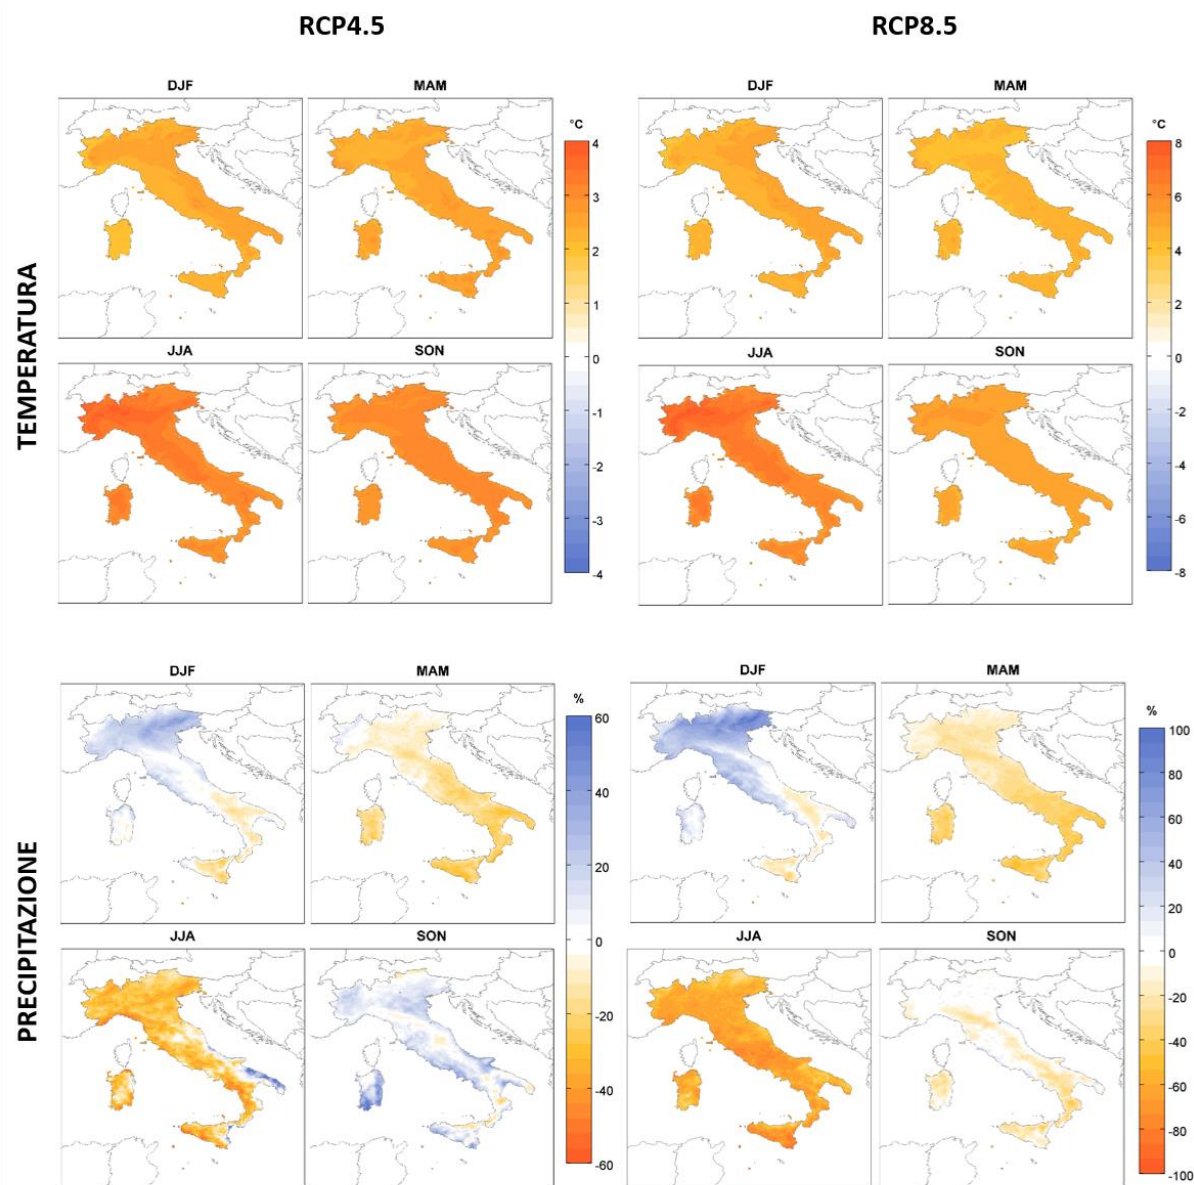 RCP4.5
RCP8.5
TEMPERATURA
DJF
MAM
DJF
MAM
°C
4
3
2
1
0
-1
-2
-3
-4
°C
8
6
4
2
0
-2
-4
-6
-8
JJA
SON
JJA
SON
PRECIPITAZIONE
DJF
MAM
DJF
MAM
%
60
40
20
0
-20
-40
-60
%
100
80
60
40
20
0
-20
-40
-60
-80
-100
JJA
SON
JJA
SON